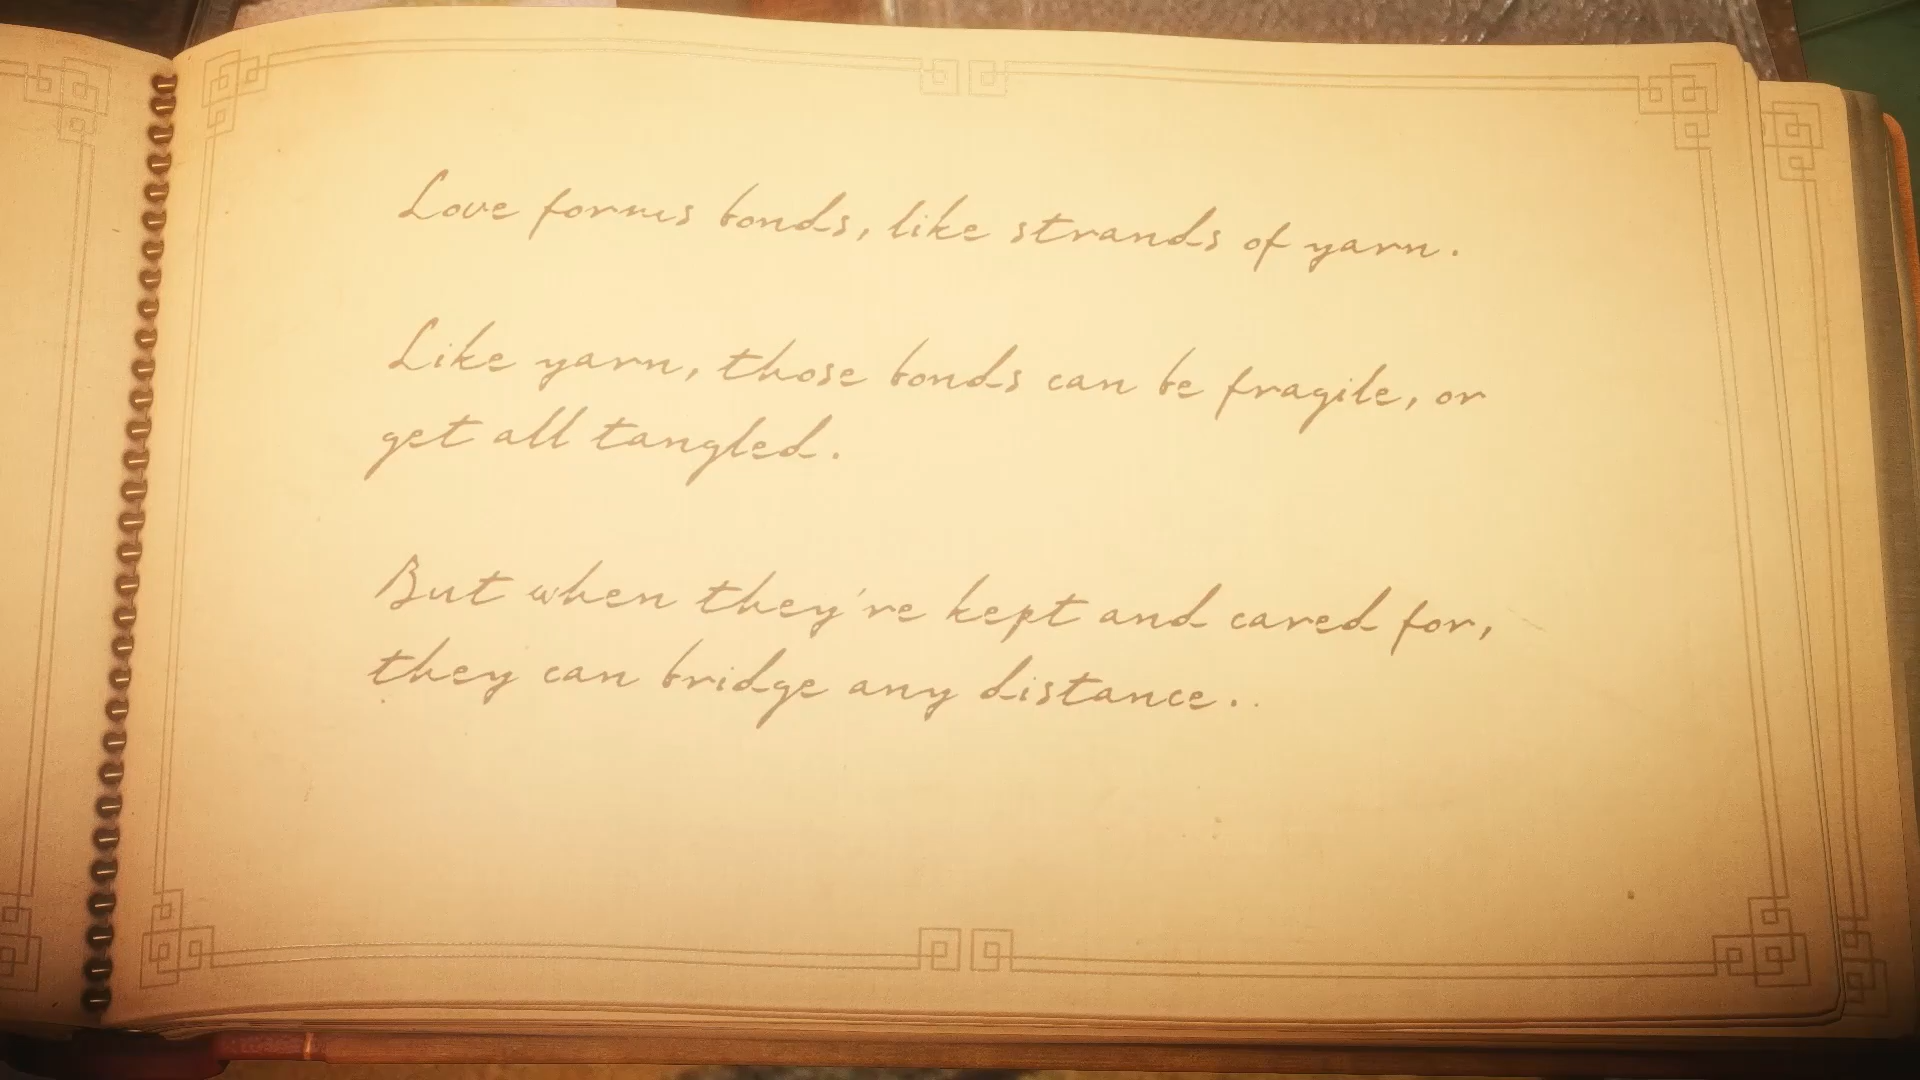 Love forms bonds, like strands of yarn.
Like yarn, those bonds can be fragile, or
get all tangled.
But when they're kept and cared for,
they can bridge any distance..